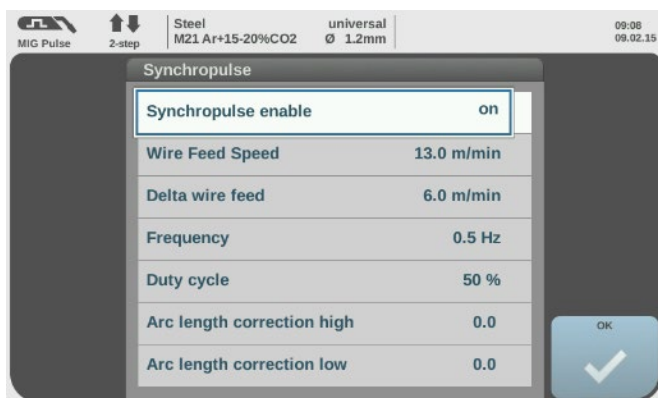 Steel universal 09:08
MIG Pulse 2-step M21 Ar+15-20%CO2 Ø 1.2mm 09.02.15
Synchropulse
Synchropulse enable on
Wire Feed Speed 13.0 m/min
Delta wire feed 6.0 m/min
Frequency 0.5 Hz
Duty cycle 50 %
Arc length correction high 0.0
OK
Arc length correction low 0.0